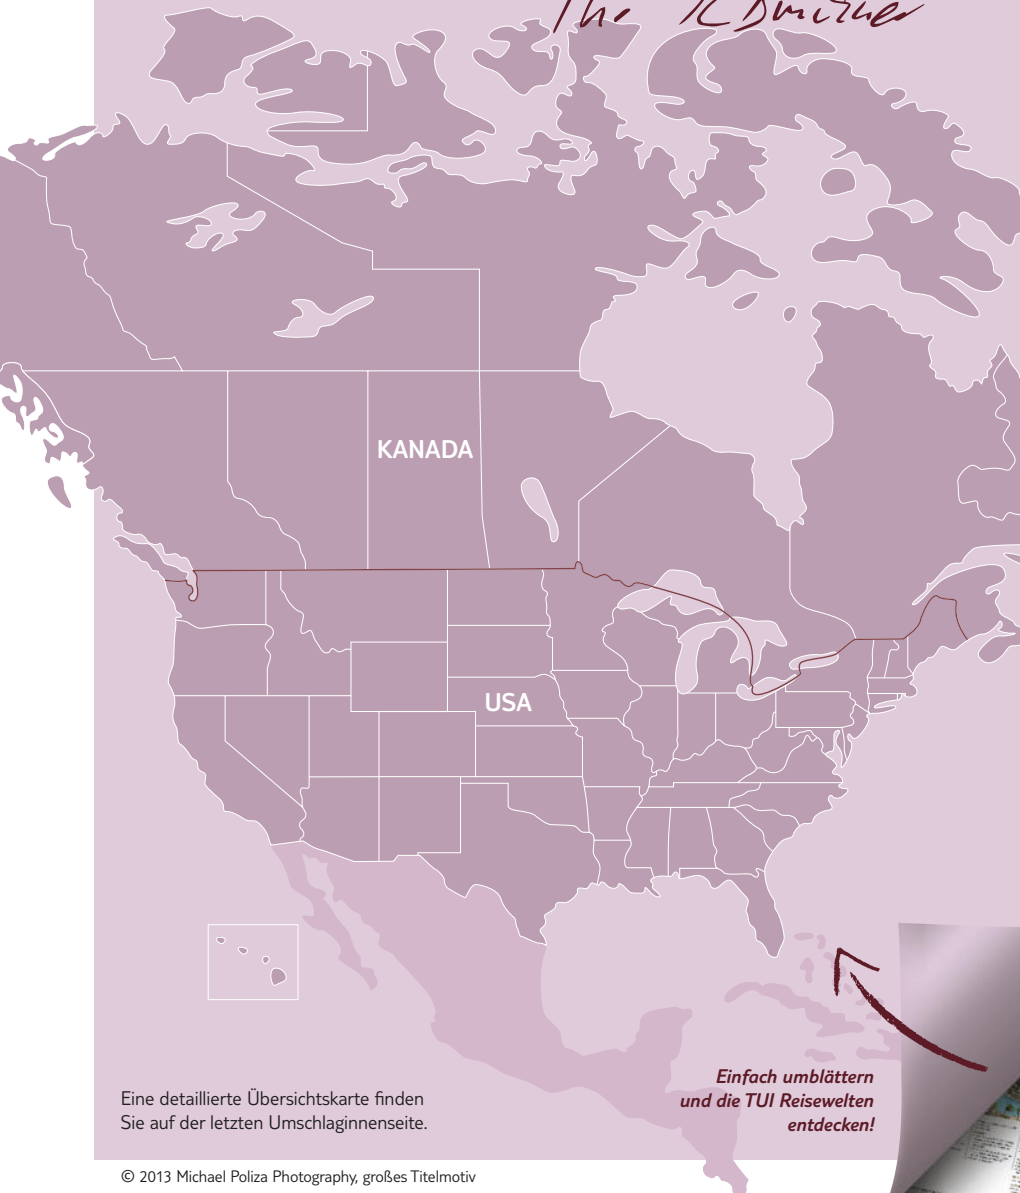 KANADA
USA
Einfach umblättern
und die TUI Reisewelten
entdecken!
Eine detaillierte Übersichtskarte finden
Sie auf der letzten Umschlaginnenseite.
© 2013 Michael Poliza Photography, großes Titelmotiv